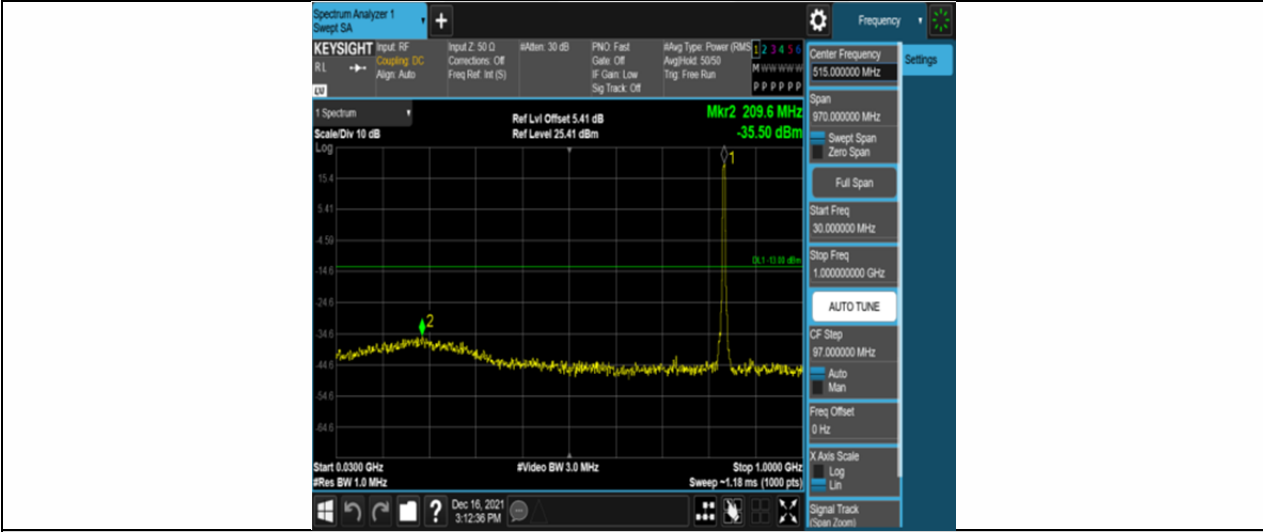 Spectrum Analyzer 1
Swept SA
+
Frequency
KEYSIGHT
Input: RF
Coupling: DC
Align: Auto
Input Z: 50 Ω
Corrections: Off
Freq Ref: Int (S)
#Atten: 30 dB
PNO: Fast
Gate: Off
IF Gain: Low
Sig Track: Off
#Avg Type: Power (RMS
Avg|Hold: 50/50
Trig: Free Run
1 2 3 4 5 6
M W W W W W
P P P P P P
R L
LV
1 Spectrum
Scale/Div 10 dB
Log
Ref Lvl Offset 5.41 dB
Ref Level 25.41 dBm
Mkr2 209.6 MHz
-35.50 dBm
1
15.4
5.41
-4.59
DL1 -13.00 dBm
-14.6
-24.6
2
-34.6
-44.6
-54.6
-64.6
Start 0.0300 GHz
#Res BW 1.0 MHz
#Video BW 3.0 MHz
Stop 1.0000 GHz
Sweep ~1.18 ms (1000 pts)
?
Dec 16, 2021
3:12:36 PM
Center Frequency
515.000000 MHz
Settings
Span
970.000000 MHz
Swept Span
Zero Span
Full Span
Start Freq
30.000000 MHz
Stop Freq
1.000000000 GHz
AUTO TUNE
CF Step
97.000000 MHz
Auto
Man
Freq Offset
0 Hz
X Axis Scale
Log
Lin
Signal Track
(Span Zoom)